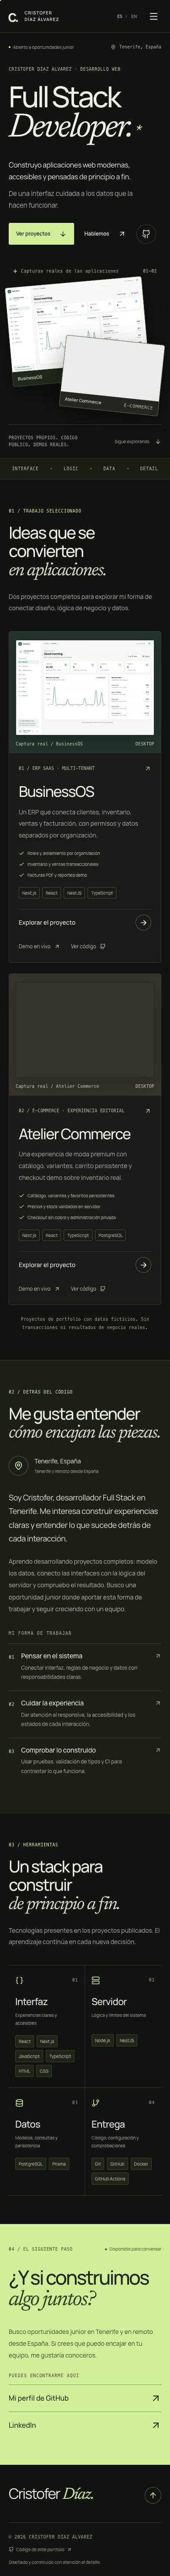 CRISTOFER
DÍAZ ÁLVAREZ
ES / EN
Abierto a oportunidades junior
Tenerife, España
CRISTOFER DÍAZ ÁLVAREZ · DESARROLLO WEB
Full Stack
Developer.
Construyo aplicaciones web modernas,
accesibles y pensadas de principio a fin.
De una interfaz cuidada a los datos que la
hacen funcionar.
Ver proyectos
Hablemos
Capturas reales de las aplicaciones
01—02
BusinessOS
Atelier Commerce
E—COMMERCE
PROYECTOS PROPIOS. CÓDIGO
PÚBLICO. DEMOS REALES.
Sigue explorando
INTERFACE
LOGIC
DATA
DETAIL
01 / TRABAJO SELECCIONADO
Ideas que se
convierten
en aplicaciones.
Dos proyectos completos para explorar mi forma de
conectar diseño, lógica de negocio y datos.
Captura real / BusinessOS
DESKTOP
01 / ERP SAAS · MULTI-TENANT
BusinessOS
Un ERP que conecta clientes, inventario,
ventas y facturación, con permisos y datos
separados por organización.
Roles y aislamiento por organización
Inventario y ventas transaccionales
Facturas PDF y reportes demo
Next.js
React
NestJS
TypeScript
Explorar el proyecto
Demo en vivo
Ver código
Captura real / Atelier Commerce
DESKTOP
02 / E-COMMERCE · EXPERIENCIA EDITORIAL
Atelier Commerce
Una experiencia de moda premium con
catálogo, variantes, carrito persistente y
checkout demo sobre inventario real.
Catálogo, variantes y favoritos persistentes
Precios y stock validados en servidor
Checkout sin cobro y administración privada
Next.js
React
TypeScript
PostgreSQL
Explorar el proyecto
Demo en vivo
Ver código
Proyectos de portfolio con datos ficticios. Sin
transacciones ni resultados de negocio reales.
02 / DETRÁS DEL CÓDIGO
Me gusta entender
cómo encajan las piezas.
Tenerife, España
Tenerife y remoto desde España
Soy Cristofer, desarrollador Full Stack en
Tenerife. Me interesa construir experiencias
claras y entender lo que sucede detrás de
cada interacción.
Aprendo desarrollando proyectos completos: modelo
los datos, conecto las interfaces con la lógica del
servidor y compruebo el resultado. Busco una
oportunidad junior donde aportar esta forma de
trabajar y seguir creciendo con un equipo.
MI FORMA DE TRABAJAR
01
Pensar en el sistema
Conectar interfaz, reglas de negocio y datos con
responsabilidades claras.
02
Cuidar la experiencia
Dar atención al responsive, la accesibilidad y los
estados de cada interacción.
03
Comprobar lo construido
Usar pruebas, validación de tipos y CI para
contrastar lo que funciona.
03 / HERRAMIENTAS
Un stack para
construir
de principio a fin.
Tecnologías presentes en los proyectos publicados. El
aprendizaje continúa en cada nueva decisión.
01
Interfaz
Experiencias claras y
accesibles
React
Next.js
JavaScript
TypeScript
HTML
CSS
02
Servidor
Lógica y límites del sistema
Node.js
NestJS
03
Datos
Modelos, consultas y
persistencia
PostgreSQL
Prisma
04
Entrega
Código, configuración y
comprobaciones
Git
GitHub
Docker
GitHub Actions
04 / EL SIGUIENTE PASO
Disponible para conversar
¿Y si construimos
algo juntos?
Busco oportunidades junior en Tenerife y en remoto
desde España. Si crees que puedo encajar en tu
equipo, me gustaría conoceros.
PUEDES ENCONTRARME AQUÍ
Mi perfil de GitHub
LinkedIn
Cristofer Díaz.
© 2026 CRISTOFER DÍAZ ÁLVAREZ
Código de este portfolio
Diseñado y construido con atención al detalle.